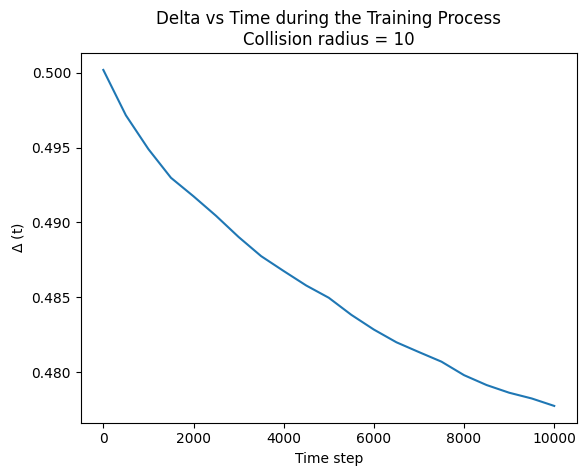 Delta vs Time during the Training Process
Collision radius = 10
0.500
0.495
0.490
0.485
0.480
Δ (t)
0
2000
4000
6000
8000
10000
Time step